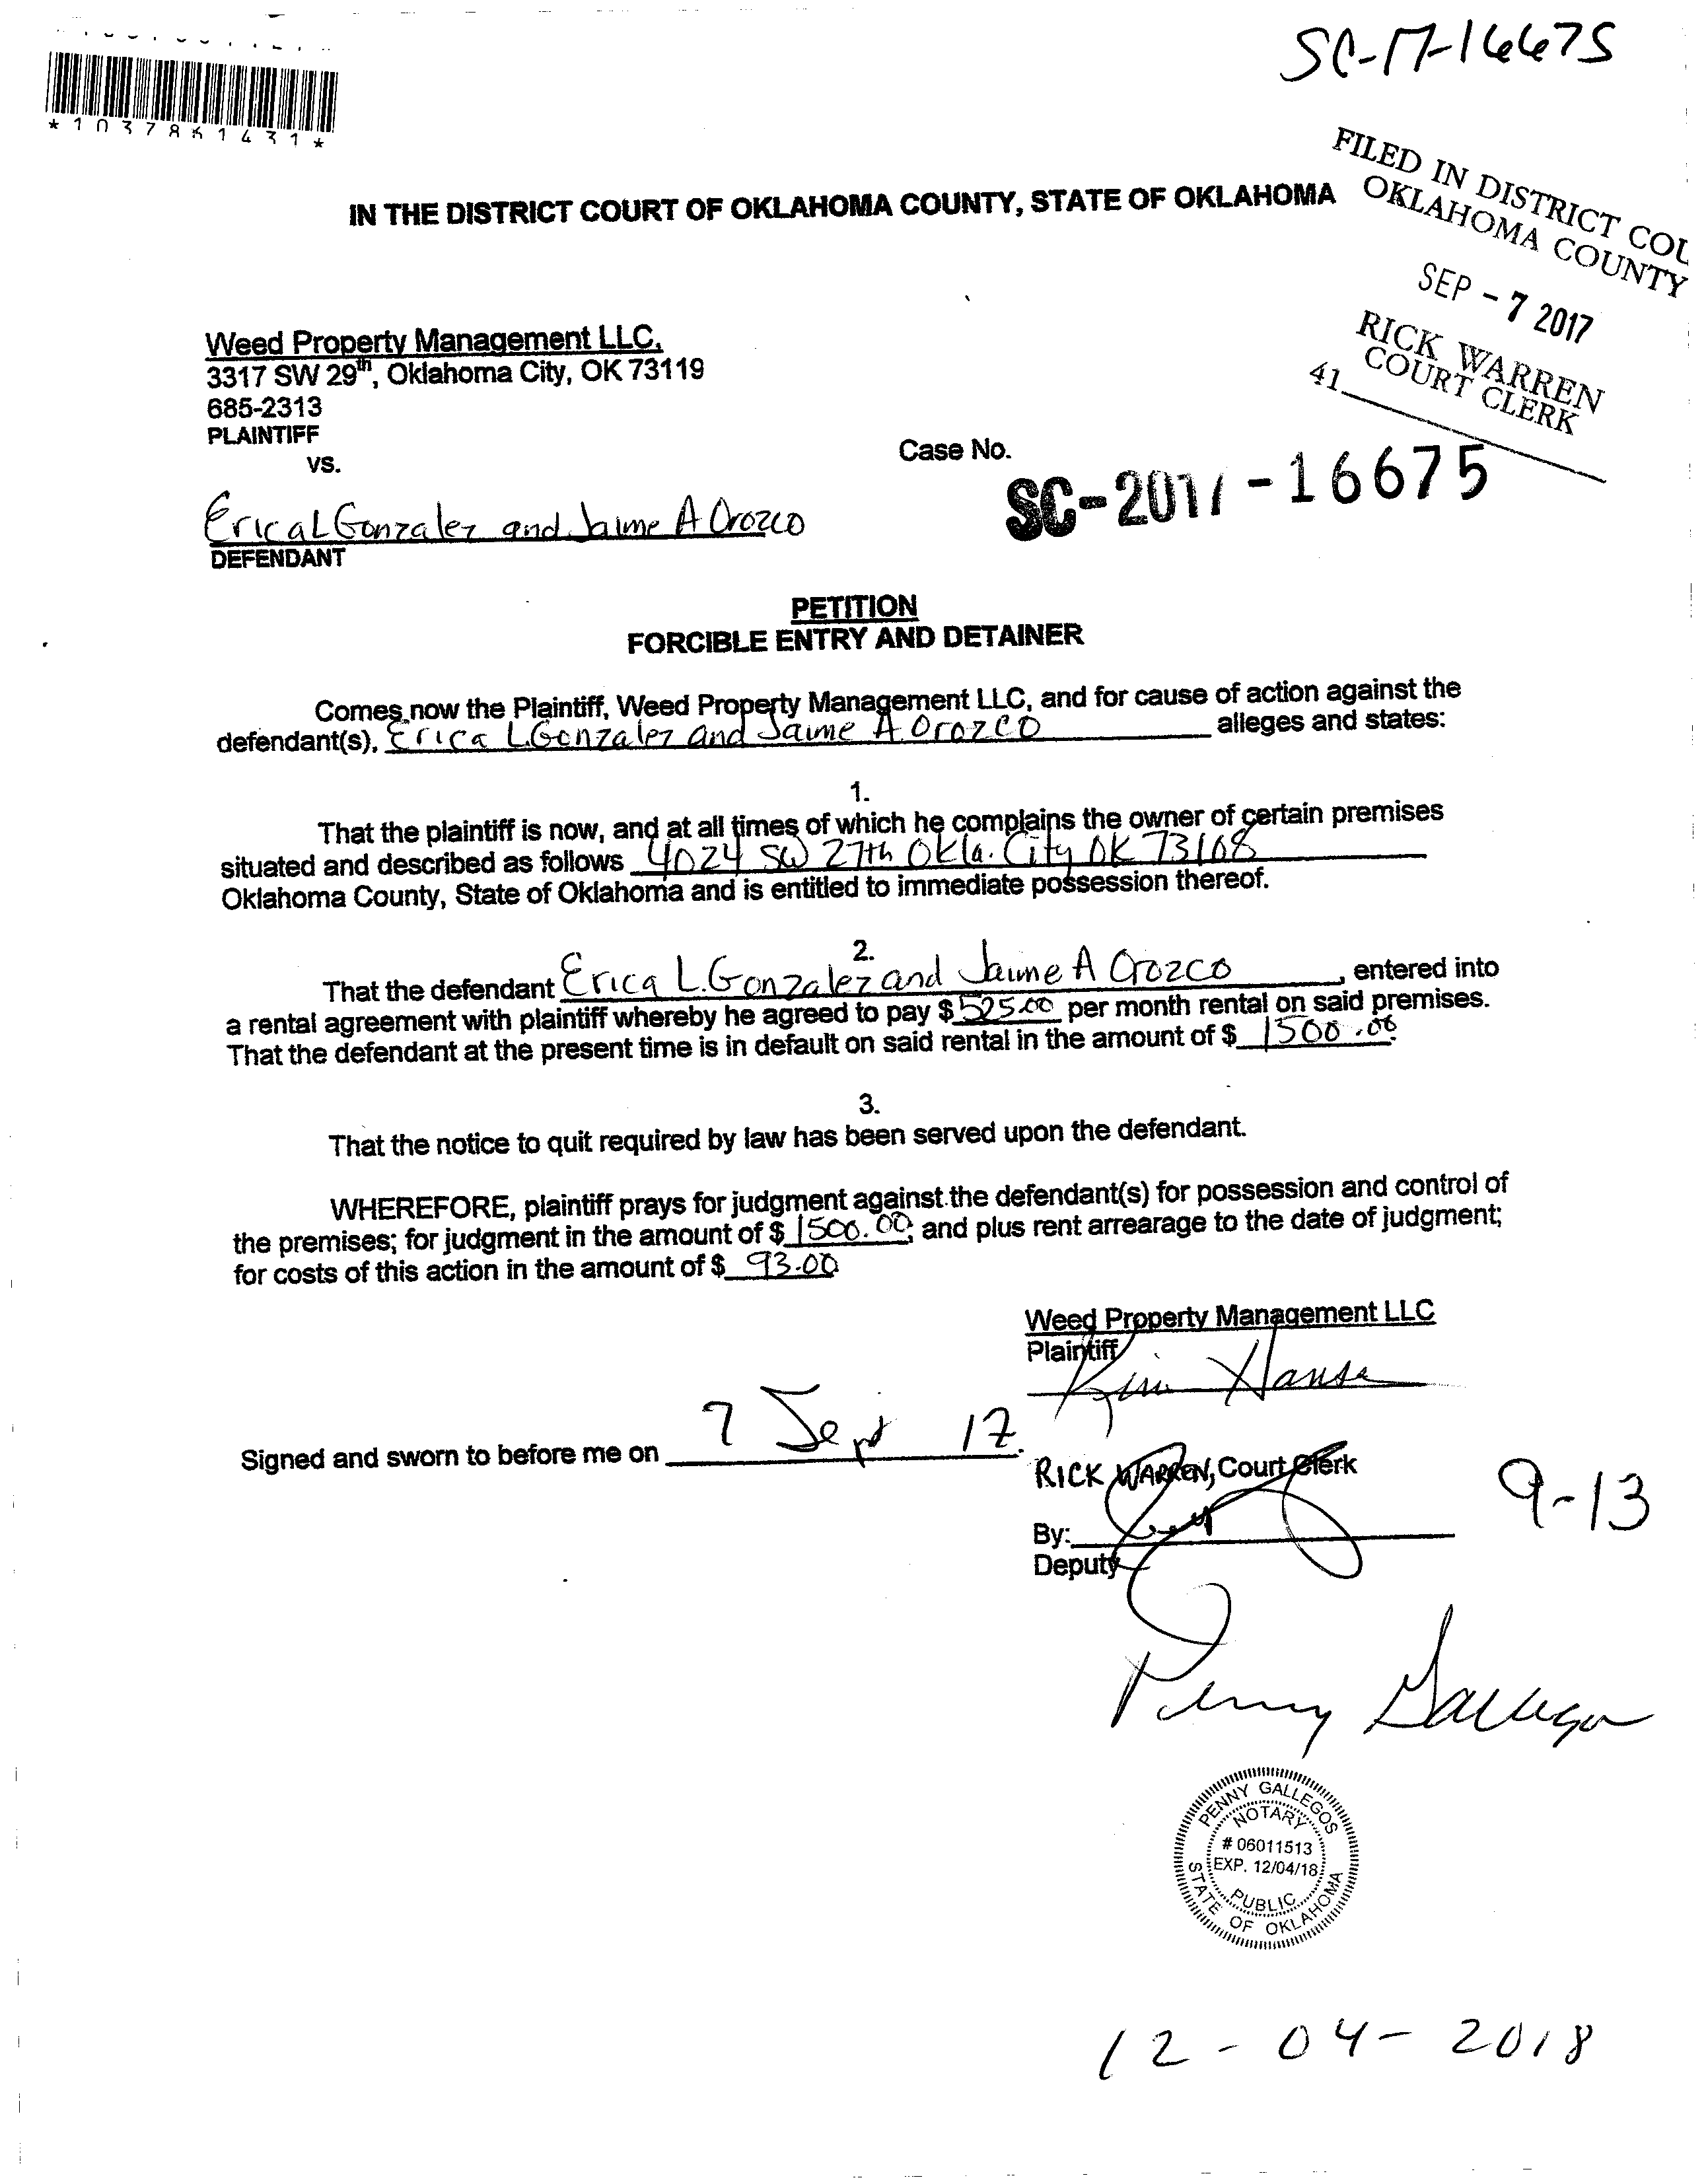 SC-17-16675
*1037861431*
FILED IN DISTRICT COU
OKLAHOMA COUNTY
IN THE DISTRICT COURT OF OKLAHOMA COUNTY, STATE OF OKLAHOMA
SEP - 7 2017
RICK WARREN
COURT CLERK
41
Weed Property Management LLC,
3317 SW 29th, Oklahoma City, OK 73119
685-2313
PLAINTIFF
vs.
Case No.
SC-2017-16675
Erica L Gonzalez and Jaime A Orozco
DEFENDANT
PETITION
FORCIBLE ENTRY AND DETAINER
Comes now the Plaintiff, Weed Property Management LLC, and for cause of action against the
defendant(s), Erica L Gonzalez and Jaime A Orozco alleges and states:
1.
That the plaintiff is now, and at all times of which he complains the owner of certain premises
situated and described as follows 4024 SW 27th Okla. City OK 73108
Oklahoma County, State of Oklahoma and is entitled to immediate possession thereof.
2.
That the defendant Erica L. Gonzalez and Jaime A Orozco, entered into
a rental agreement with plaintiff whereby he agreed to pay $ 525.00 per month rental on said premises.
That the defendant at the present time is in default on said rental in the amount of $ 1500.00.
3.
That the notice to quit required by law has been served upon the defendant.
WHEREFORE, plaintiff prays for judgment against the defendant(s) for possession and control of
the premises; for judgment in the amount of $ 1500.00; and plus rent arrearage to the date of judgment;
for costs of this action in the amount of $ 93.00
Weed Property Management LLC
Plaintiff
Kim
Signed and sworn to before me on 7 Sept 17.
RICK WARREN, Court Clerk
9-13
By:
Deputy
Penny Gallegos
PENNY GALLEGOS
NOTARY
# 06011513
EXP. 12/04/18
PUBLIC
STATE OF OKLAHOMA
12-04-2018